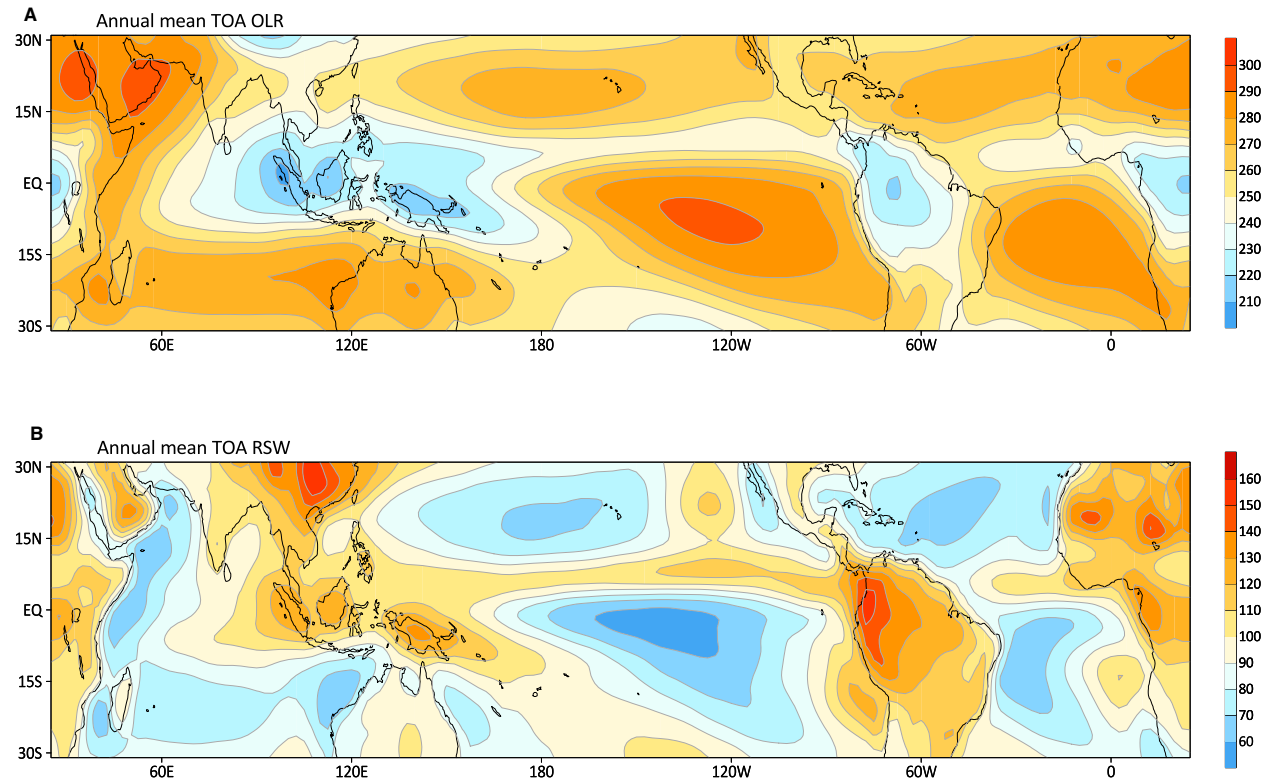 A
Annual mean TOA OLR
30N
15N
EQ
15S
30S
60E 120E 180 120W 60W 0
300
290
280
270
260
250
240
230
220
210
B
Annual mean TOA RSW
30N
15N
EQ
15S
30S
60E 120E 180 120W 60W 0
160
150
140
130
120
110
100
90
80
70
60